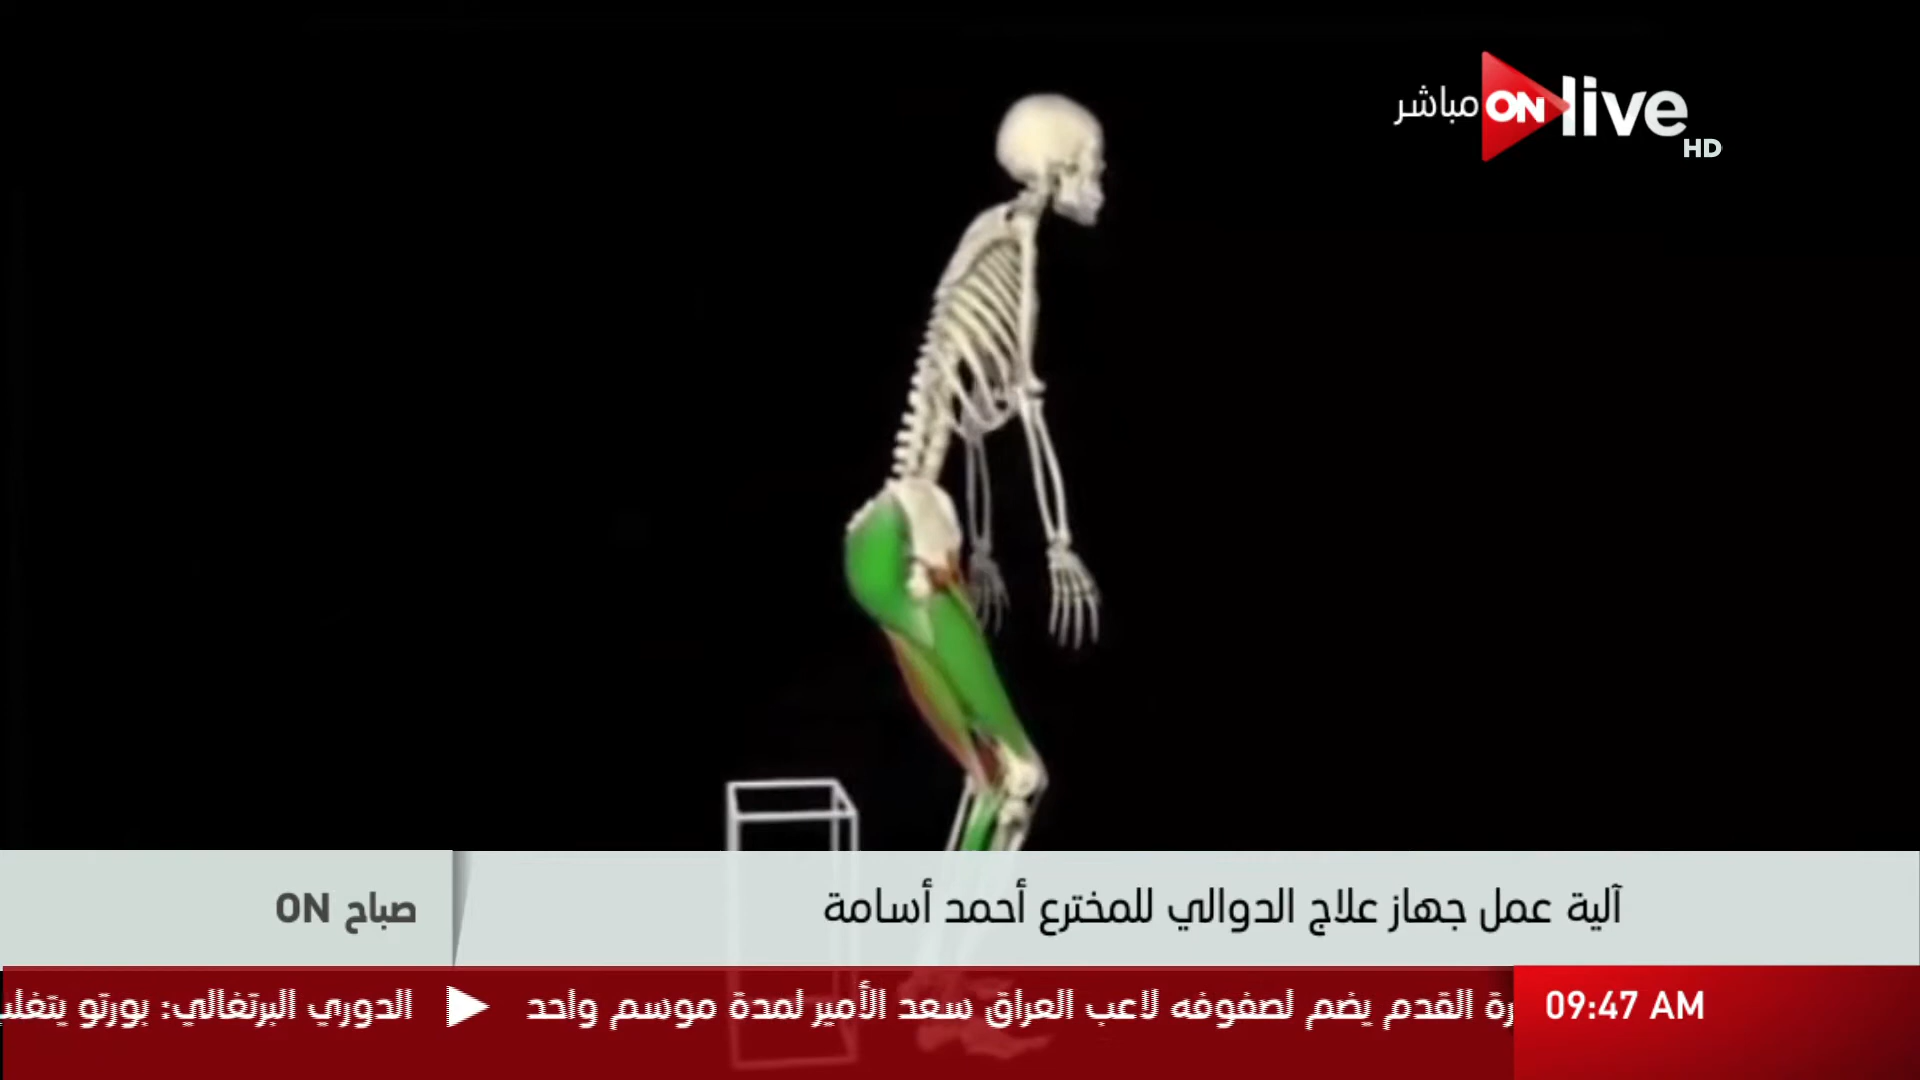 مباشر ON live
HD
آلية عمل جهاز علاج الدوالي للمخترع أحمد أسامة
صباح ON
09:47 AM
القدم يضم لصفوفه لاعب العراق سعد الأمير لمدة موسم واحد
الدوري البرتغالي: بورتو